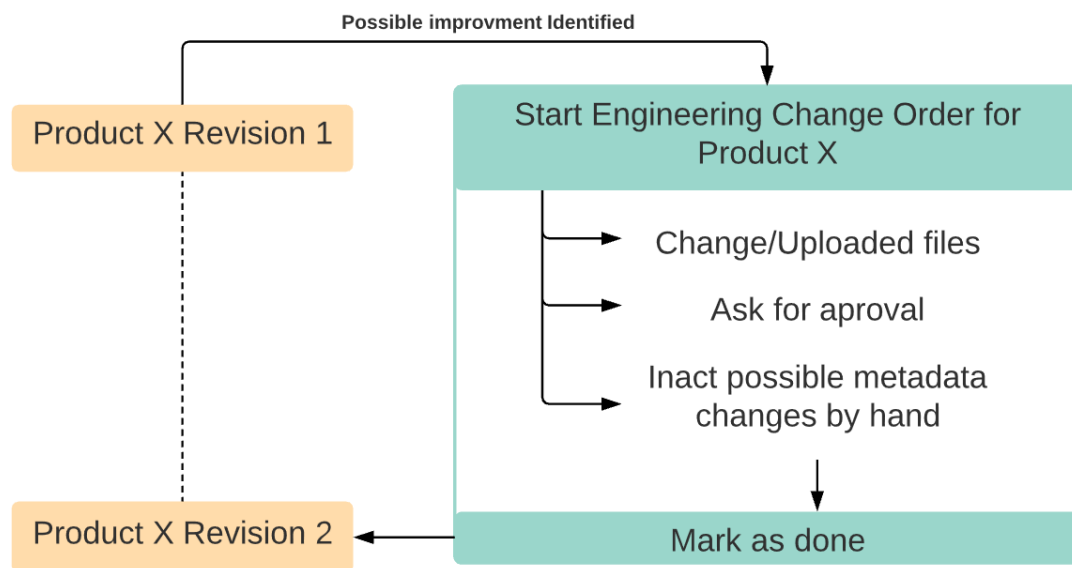 Possible improvment Identified
Product X Revision 1
Start Engineering Change Order for
Product X
Change/Uploaded files
Ask for aproval
Inact possible metadata
changes by hand
Product X Revision 2
Mark as done